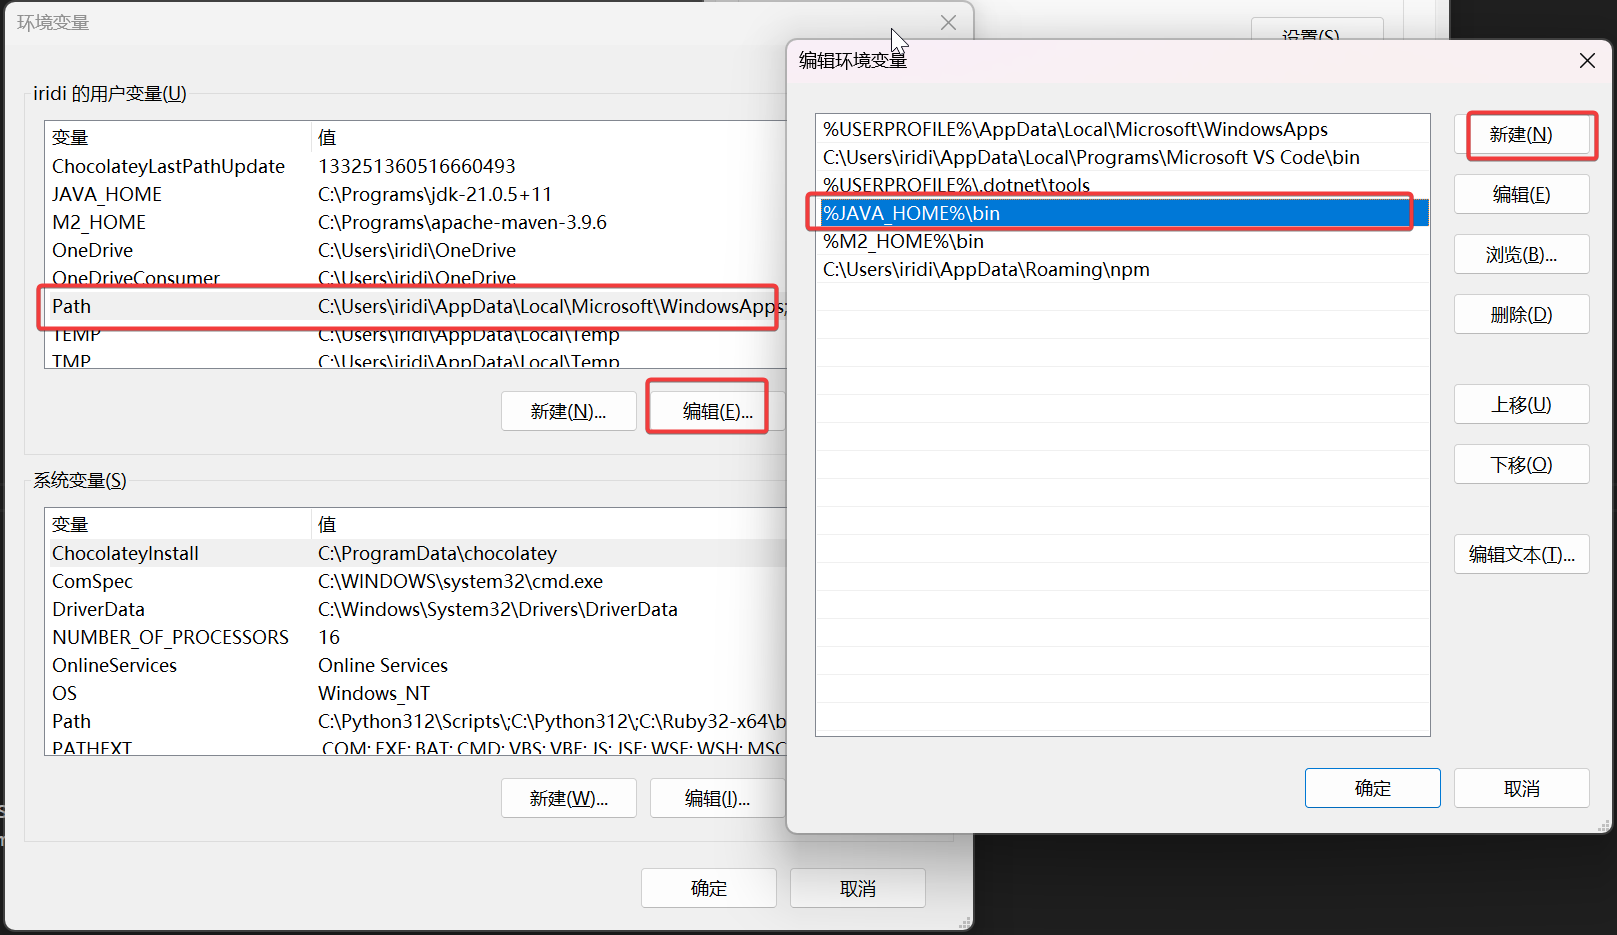 环境变量
设置(S)
iridi 的用户变量(U)
变量 值
ChocolateyLastPathUpdate 133251360516660493
JAVA_HOME C:\Programs\jdk-21.0.5+11
M2_HOME C:\Programs\apache-maven-3.9.6
OneDrive C:\Users\iridi\OneDrive
OneDriveConsumer C:\Users\iridi\OneDrive
Path C:\Users\iridi\AppData\Local\Microsoft\WindowsApps;
TEMP C:\Users\iridi\AppData\Local\Temp
TMP C:\Users\iridi\AppData\Local\Temp
新建(N)... 编辑(E)...
系统变量(S)
变量 值
ChocolateyInstall C:\ProgramData\chocolatey
ComSpec C:\WINDOWS\system32\cmd.exe
DriverData C:\Windows\System32\Drivers\DriverData
NUMBER_OF_PROCESSORS 16
OnlineServices Online Services
OS Windows_NT
Path C:\Python312\Scripts\;C:\Python312\;C:\Ruby32-x64\b
PATHEXT .COM;.EXE;.BAT;.CMD;.VBS;.VBE;.JS;.JSE;.WSF;.WSH;.MSC
新建(W)... 编辑(I)...
确定 取消
编辑环境变量
%USERPROFILE%\AppData\Local\Microsoft\WindowsApps
C:\Users\iridi\AppData\Local\Programs\Microsoft VS Code\bin
%USERPROFILE%\.dotnet\tools
%JAVA_HOME%\bin
%M2_HOME%\bin
C:\Users\iridi\AppData\Roaming\npm
新建(N)
编辑(E)
浏览(B)...
删除(D)
上移(U)
下移(O)
编辑文本(T)...
确定 取消